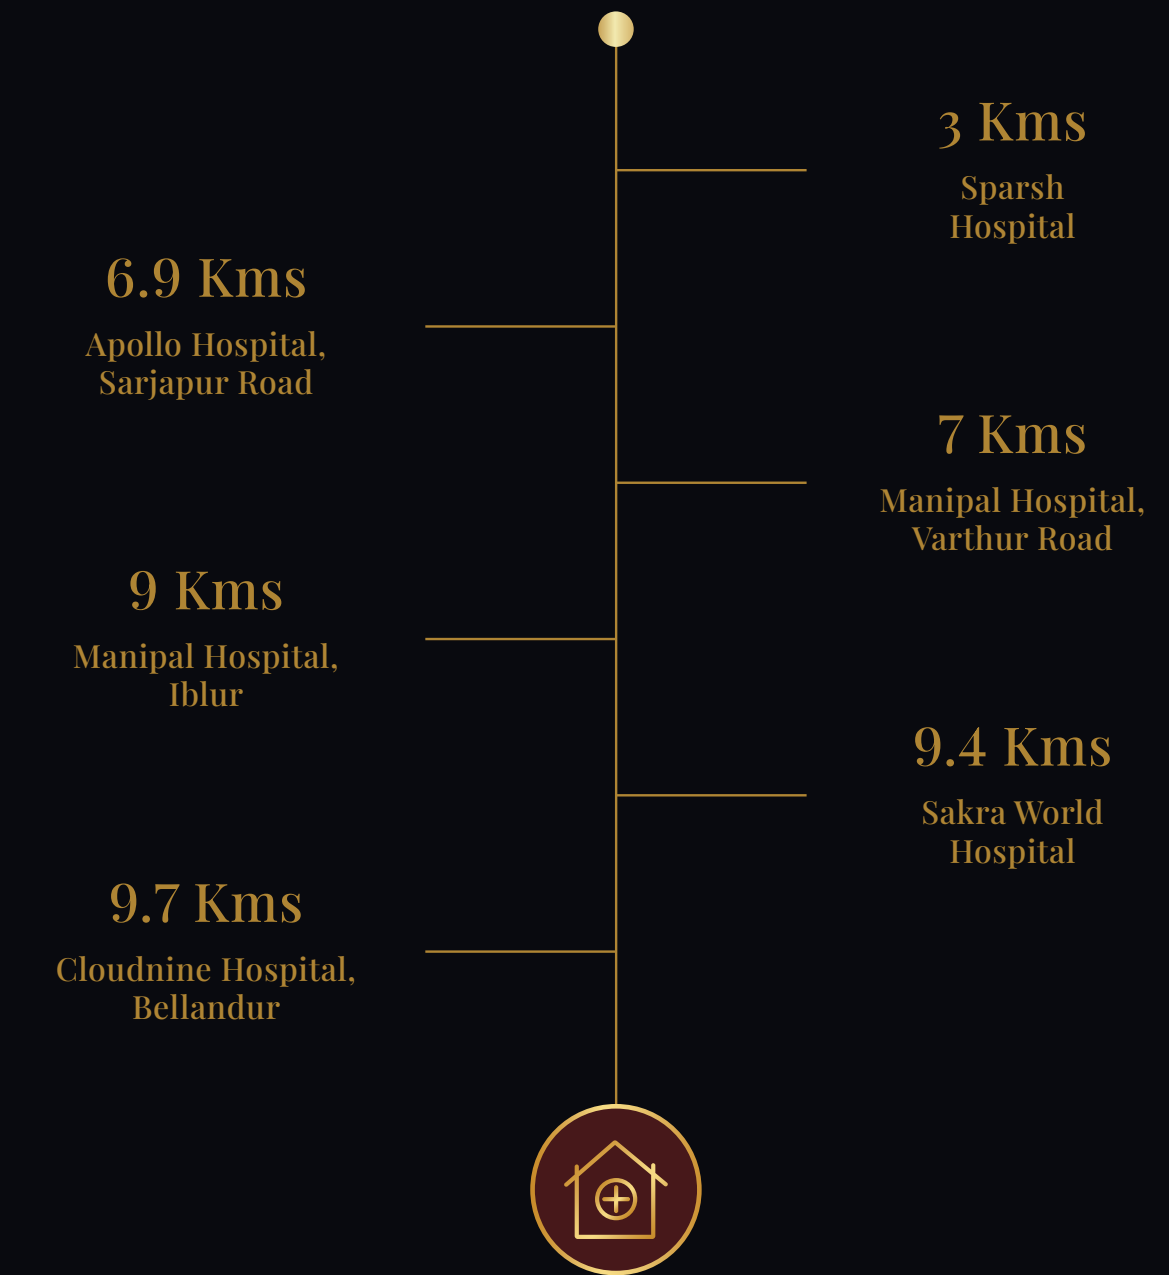 3 Kms
Sparsh
Hospital
6.9 Kms
Apollo Hospital,
Sarjapur Road
7 Kms
Manipal Hospital,
Varthur Road
9 Kms
Manipal Hospital,
Iblur
9.4 Kms
Sakra World
Hospital
9.7 Kms
Cloudnine Hospital,
Bellandur